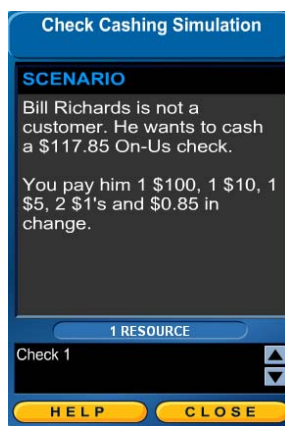 Check Cashing Simulation
SCENARIO
Bill Richards is not a
customer. He wants to cash
a $117.85 On-Us check.
You pay him 1 $100, 1 $10, 1
$5, 2 $1's and $0.85 in
change.
1 RESOURCE
Check 1
HELP
CLOSE